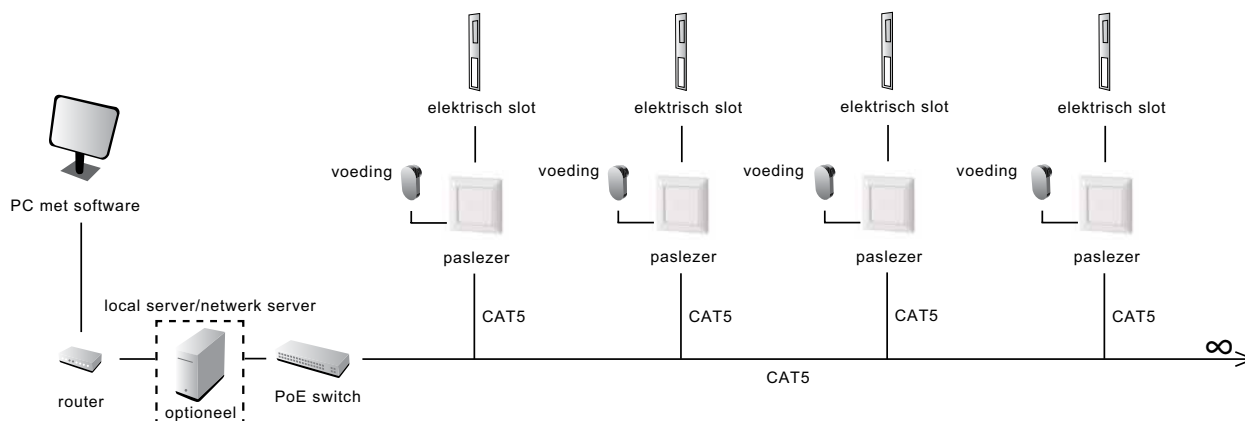 elektrisch slot
elektrisch slot
elektrisch slot
elektrisch slot
voeding
voeding
voeding
voeding
PC met software
paslezer
paslezer
paslezer
paslezer
local server/netwerk server
CAT5
CAT5
CAT5
CAT5
∞
CAT5
router
optioneel
PoE switch